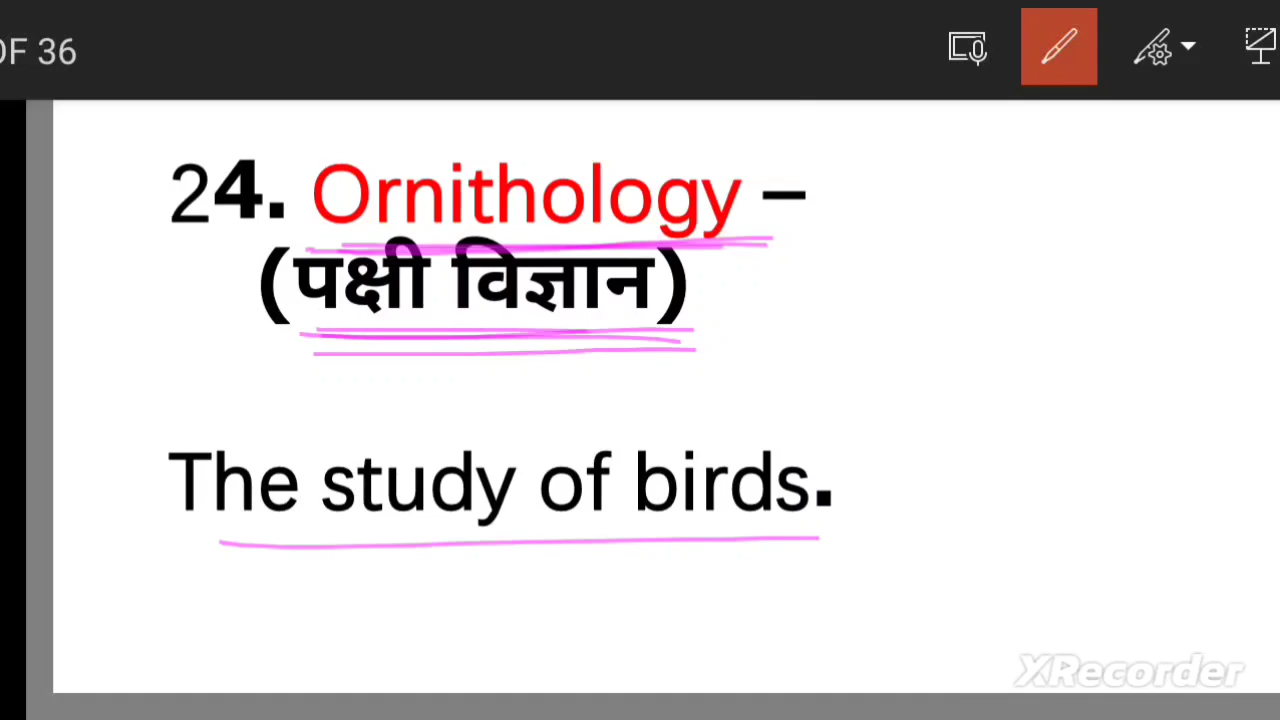 OF 36
24. Ornithology –
(पक्षी विज्ञान)
The study of birds.
XRecorder